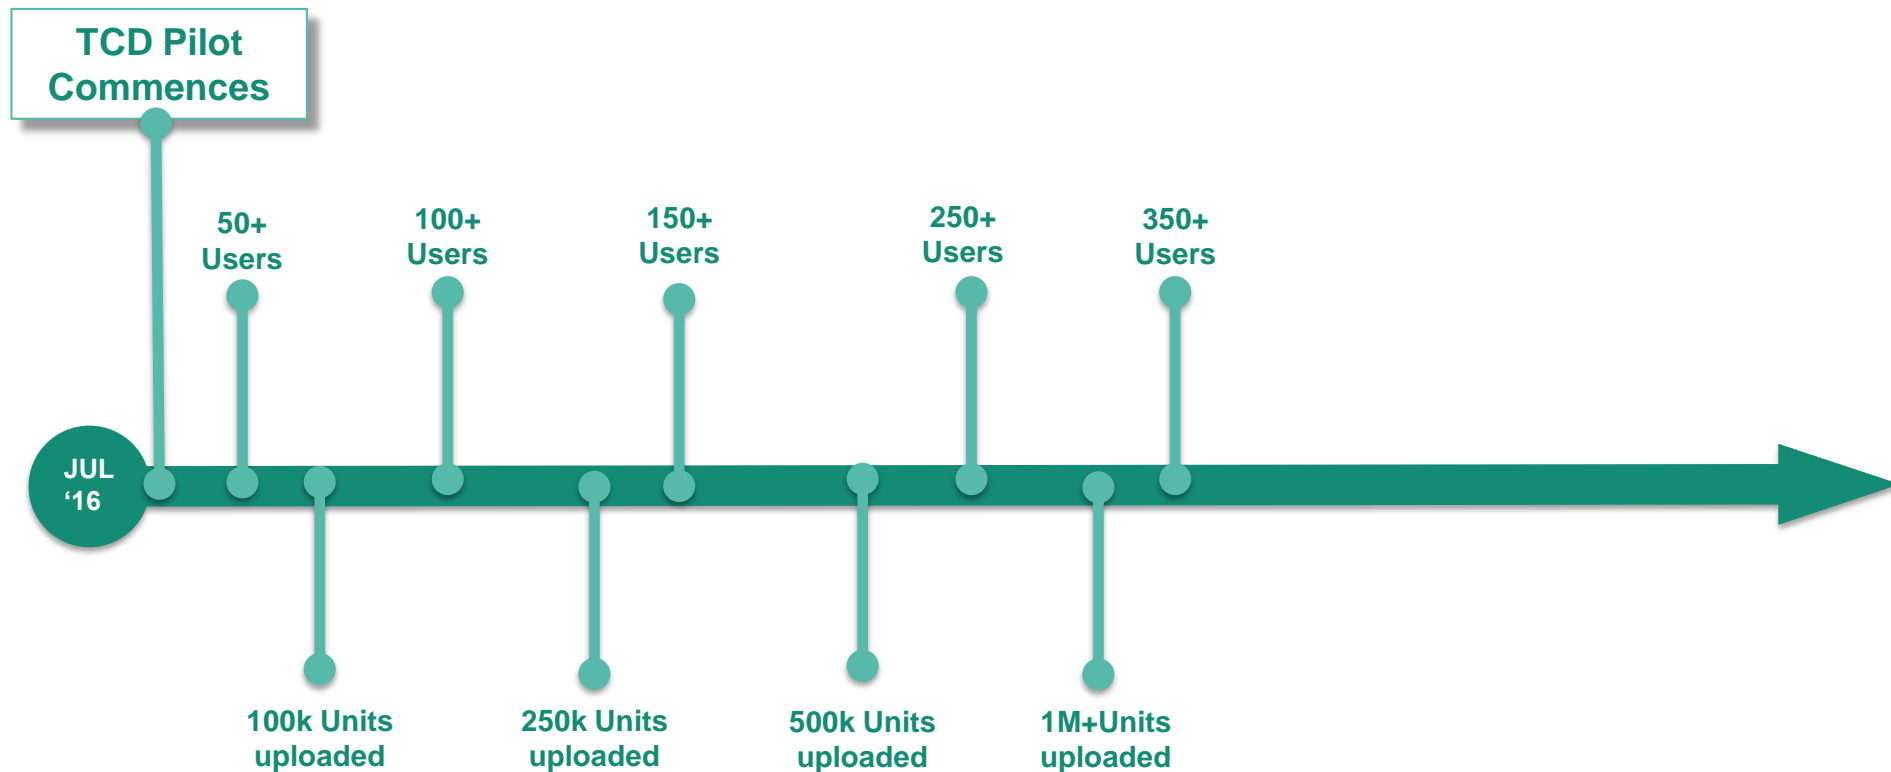 TCD Pilot
Commences
50+
Users
100+
Users
150+
Users
250+
Users
350+
Users
JUL
‘16
100k Units
uploaded
250k Units
uploaded
500k Units
uploaded
1M+Units
uploaded